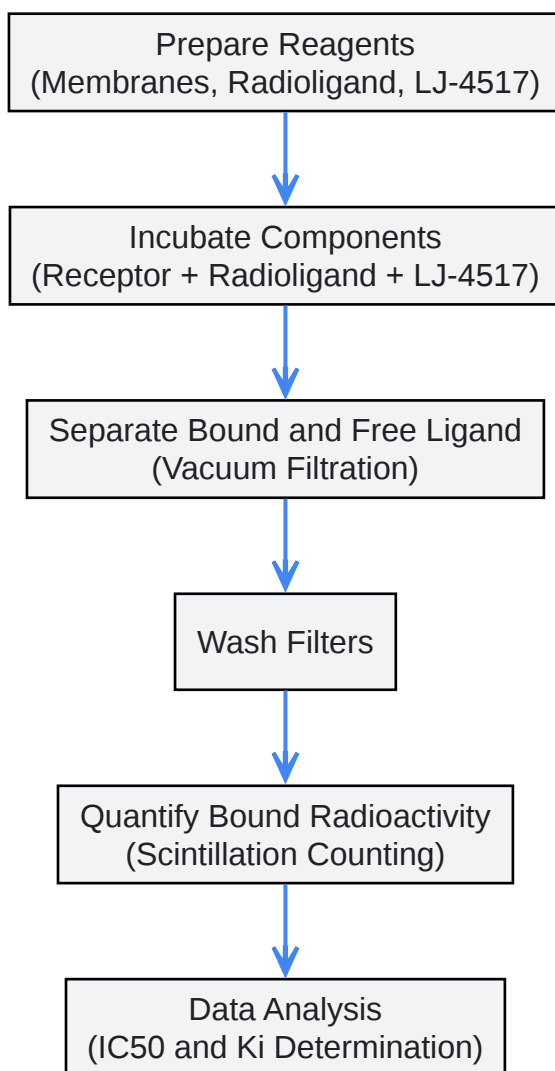 Prepare Reagents
(Membranes, Radioligand, LJ-4517)
Incubate Components
(Receptor + Radioligand + LJ-4517)
Separate Bound and Free Ligand
(Vacuum Filtration)
Wash Filters
Quantify Bound Radioactivity
(Scintillation Counting)
Data Analysis
(IC50 and Ki Determination)